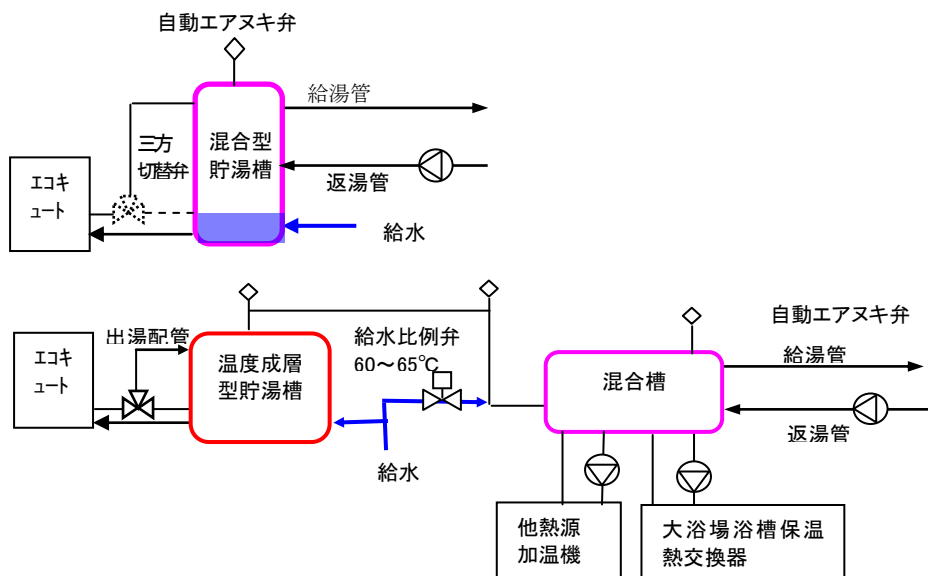 自動エアヌキ弁
給湯管
三方
切替弁
混合型
貯湯槽
返湯管
エコキ
ュート
給水
自動エアヌキ弁
出湯配管
給水比例弁
60～65℃
給湯管
エコキ
ュート
温度成層
型貯湯槽
混合槽
返湯管
給水
他熱源
加温機
大浴場浴槽保温
熱交換器